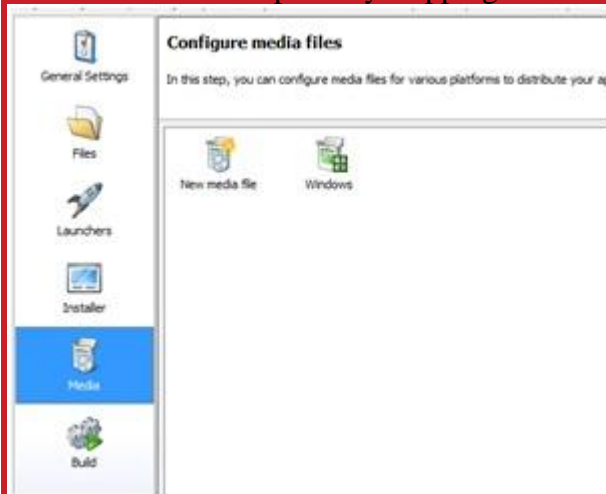 General Settings
Files
Launchers
Installer
Media
Build
Configure media files
In this step, you can configure media files for various platforms to distribute your
New media file
Windows